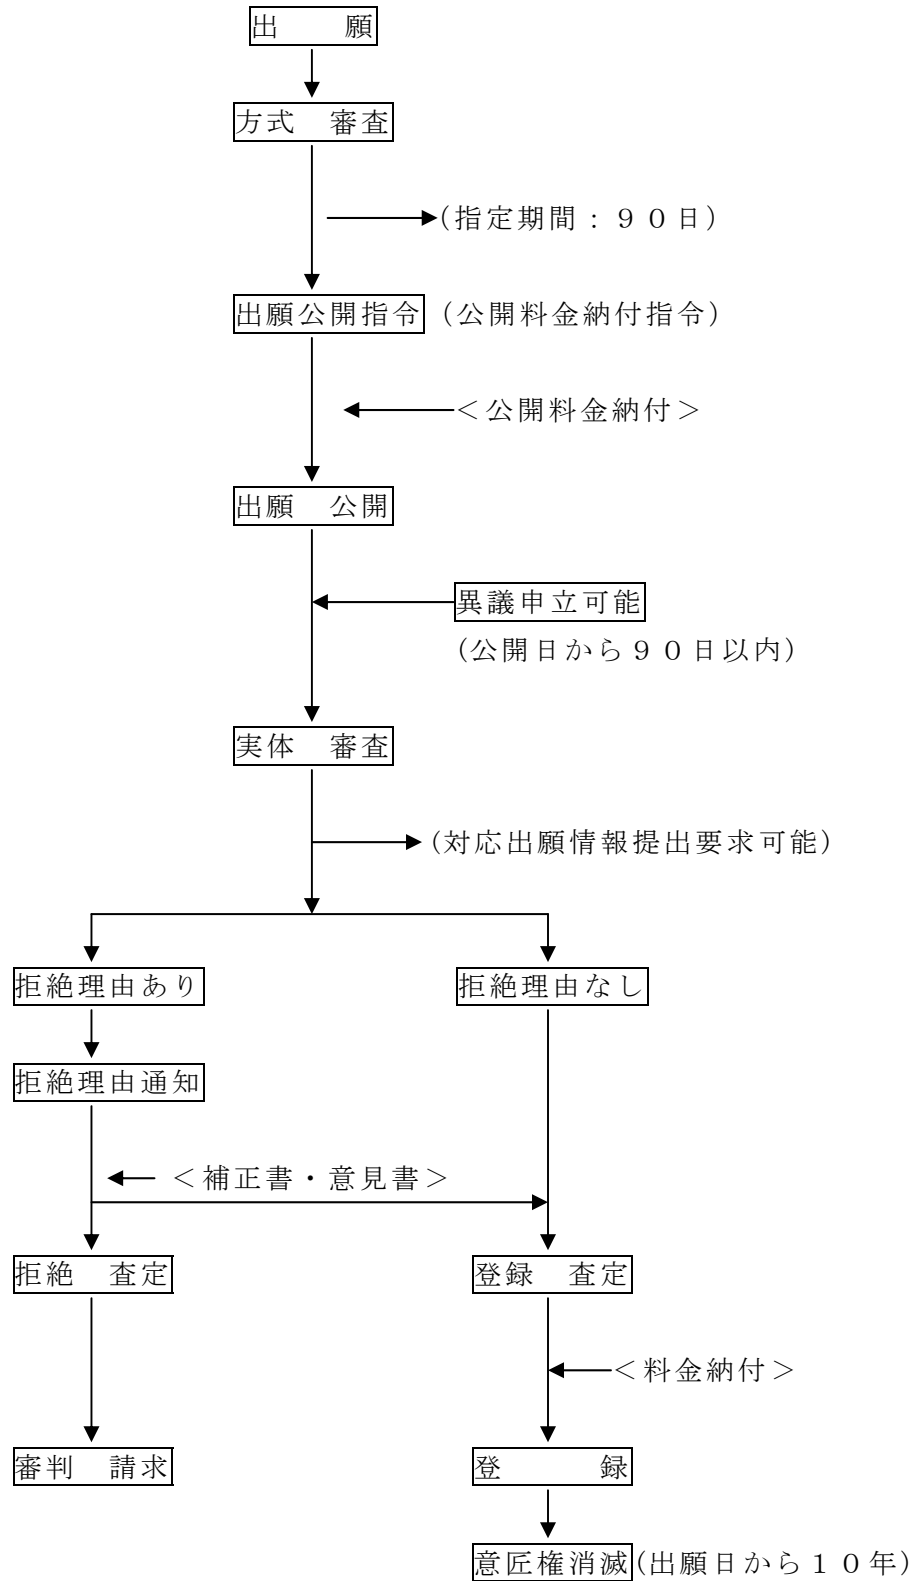 出　　願
方式　審査
(指定期間：９０日)
出願公開指令 (公開料金納付指令)
＜公開料金納付＞
出願　公開
異議申立可能
(公開日から９０日以内)
実体　審査
(対応出願情報提出要求可能)
拒絶理由あり
拒絶理由なし
拒絶理由通知
＜補正書・意見書＞
拒絶　査定
登録　査定
＜料金納付＞
審判　請求
登　　　録
意匠権消滅(出願日から１０年)